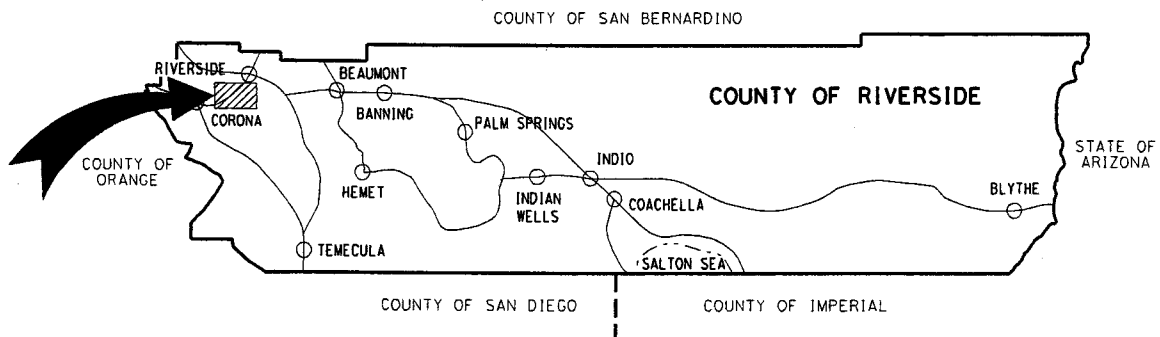 COUNTY OF SAN BERNARDINO
RIVERSIDE
BEAUMONT
BANNING
CORONA
COUNTY OF RIVERSIDE
PALM SPRINGS
STATE OF
ARIZONA
COUNTY OF
ORANGE
HEMET
INDIO
INDIAN
WELLS
COACHELLA
BLYTHE
TEMECULA
SALTON SEA
COUNTY OF SAN DIEGO
COUNTY OF IMPERIAL